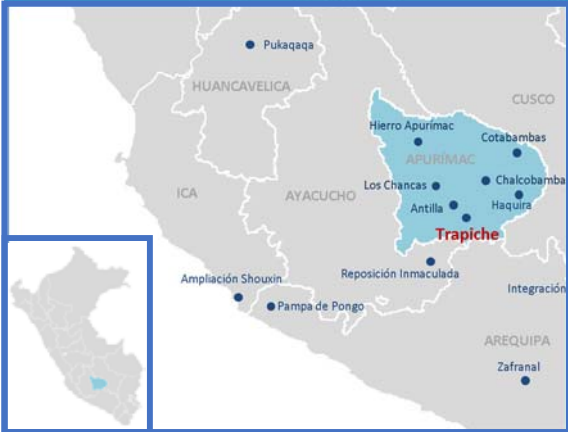 Pukaqaqa
HUANCAVELICA
CUSCO
Hierro Apurímac
Cotabambas
APURÍMAC
Los Chancas
Chalcobamba
ICA
AYACUCHO
Antilla
Haquira
Trapiche
Reposición Inmaculada
Ampliación Shouxin
Integración
Pampa de Pongo
AREQUIPA
Zafranal